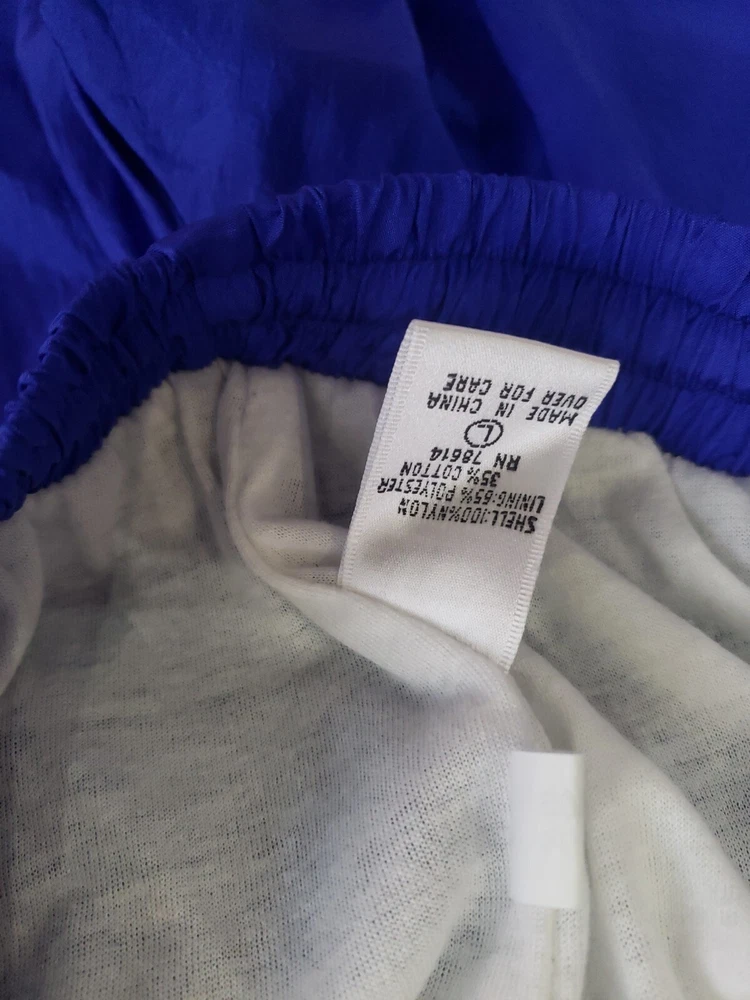 SHELL:100%NYLON
LINING:65% POLYESTER
35% COTTON
RN 78614
L
MADE IN CHINA
OVER FOR CARE